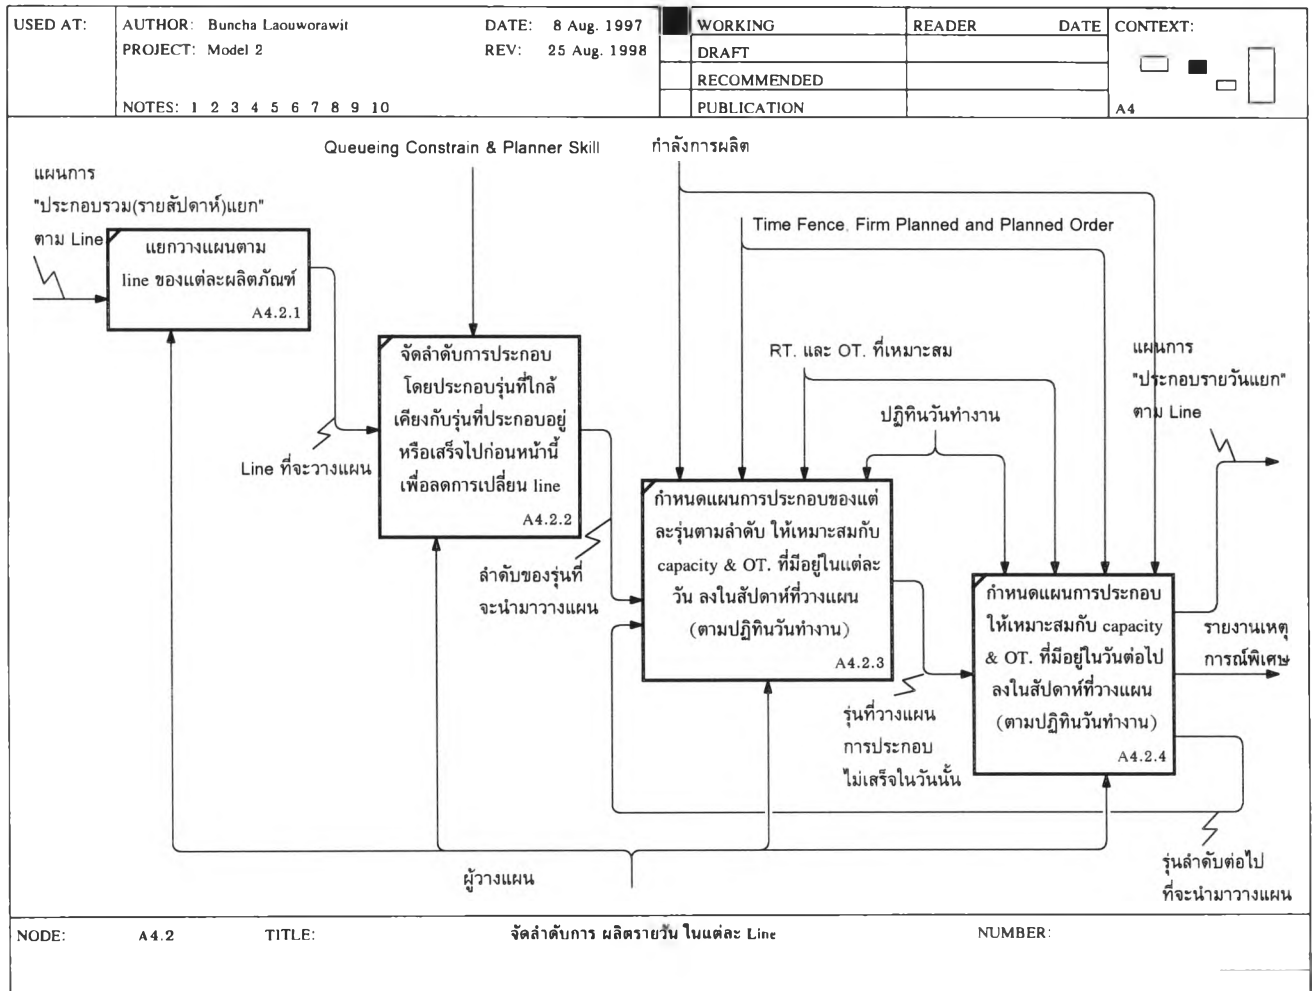 USED AT:
AUTHOR: Buncha Laouworawit
DATE: 8 Aug. 1997
WORKING
READER DATE
CONTEXT:
PROJECT: Model 2
REV: 25 Aug. 1998
DRAFT
RECOMMENDED
NOTES: 1 2 3 4 5 6 7 8 9 10
PUBLICATION
A4
Queueing Constrain & Planner Skill
กำลังการผลิต
แผนการ
"ประกอบรวม(รายสัปดาห์)แยก"
ตาม Line
Time Fence, Firm Planned and Planned Order
แยกวางแผนตาม
line ของแต่ละผลิตภัณฑ์
A4.2.1
จัดลำดับการประกอบ
โดยประกอบรุ่นที่ใกล้
เคียงกับรุ่นที่ประกอบอยู่
หรือเสร็จไปก่อนหน้านี้
เพื่อลดการเปลี่ยน line
A4.2.2
RT. และ OT. ที่เหมาะสม
แผนการ
"ประกอบรายวันแยก"
ตาม Line
ปฏิทินวันทำงาน
Line ที่จะวางแผน
กำหนดแผนการประกอบของแต่
ละรุ่นตามลำดับ ให้เหมาะสมกับ
capacity & OT. ที่มีอยู่ในแต่ละ
วัน ลงในสัปดาห์ที่วางแผน
(ตามปฏิทินวันทำงาน)
A4.2.3
ลำดับของรุ่นที่
จะนำมาวางแผน
กำหนดแผนการประกอบ
ให้เหมาะสมกับ capacity
& OT. ที่มีอยู่ในวันต่อไป
ลงในสัปดาห์ที่วางแผน
(ตามปฏิทินวันทำงาน)
A4.2.4
รายงานเหตุ
การณ์พิเศษ
รุ่นที่วางแผน
การประกอบ
ไม่เสร็จในวันนั้น
รุ่นลำดับต่อไป
ที่จะนำมาวางแผน
ผู้วางแผน
NODE: A4.2
TITLE: จัดลำดับการ ผลิตรายวัน ในแต่ละ Line
NUMBER: